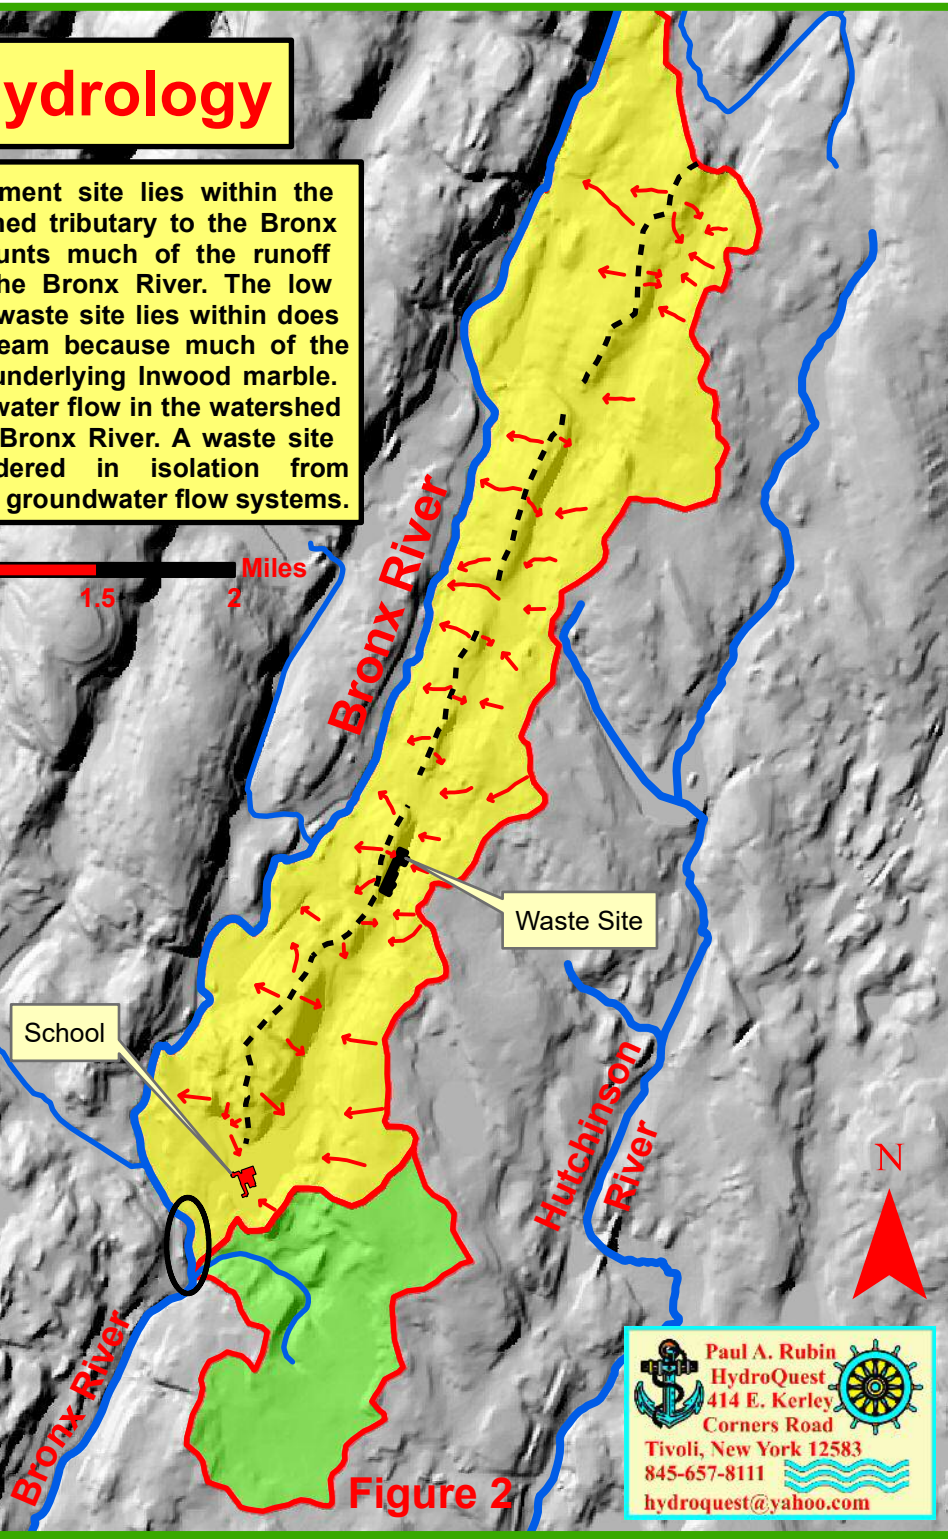 ydrology
ment site lies within the
ned tributary to the Bronx
unts much of the runoff
he Bronx River. The low
waste site lies within does
eam because much of the
underlying Inwood marble.
water flow in the watershed
Bronx River. A waste site
dered in isolation from
groundwater flow systems.
Miles
1.5 2
Bronx River
Waste Site
School
Hutchinson
River
N
Bronx River
Figure 2
Paul A. Rubin
HydroQuest
414 E. Kerley
Corners Road
Tivoli, New York 12583
845-657-8111
hydroquest@yahoo.com